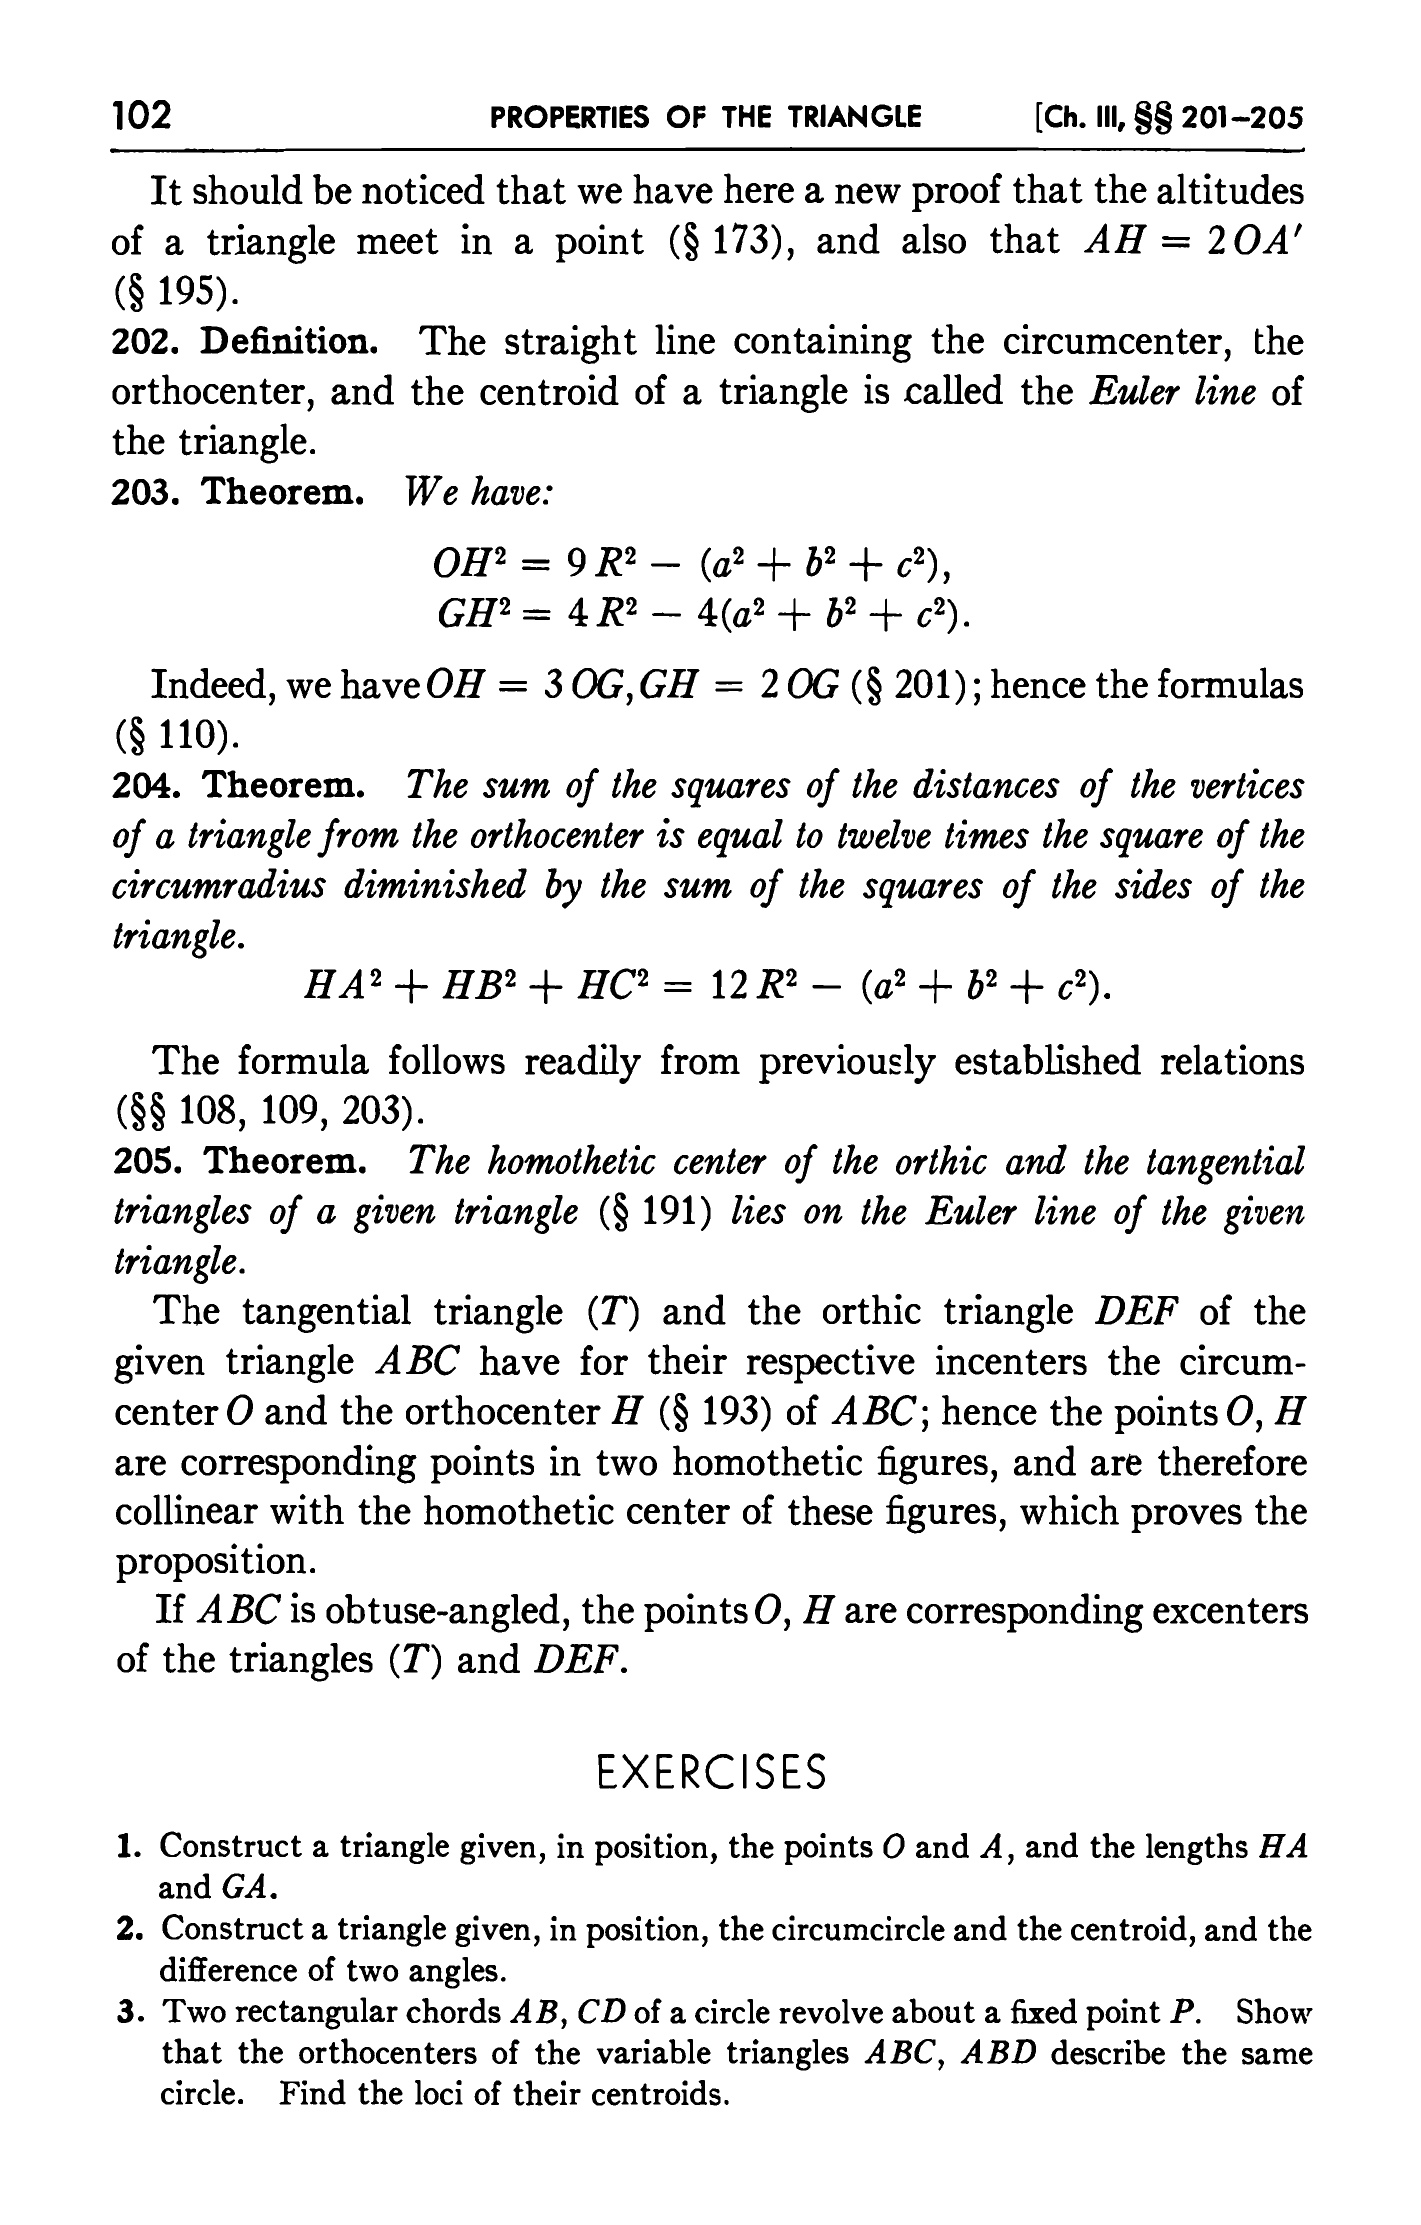 102 PROPERTIES OF THE TRIANGLE [Ch. III, §§ 201–205
It should be noticed that we have here a new proof that the altitudes
of a triangle meet in a point (§ 173), and also that AH = 2 OA′
(§ 195).
202. Definition. The straight line containing the circumcenter, the
orthocenter, and the centroid of a triangle is called the Euler line of
the triangle.
203. Theorem. We have:
OH² = 9 R² − (a² + b² + c²),
GH² = 4 R² − 4(a² + b² + c²).
Indeed, we have OH = 3 OG, GH = 2 OG (§ 201); hence the formulas
(§ 110).
204. Theorem. The sum of the squares of the distances of the vertices
of a triangle from the orthocenter is equal to twelve times the square of the
circumradius diminished by the sum of the squares of the sides of the
triangle.
HA² + HB² + HC² = 12 R² − (a² + b² + c²).
The formula follows readily from previously established relations
(§§ 108, 109, 203).
205. Theorem. The homothetic center of the orthic and the tangential
triangles of a given triangle (§ 191) lies on the Euler line of the given
triangle.
The tangential triangle (T) and the orthic triangle DEF of the
given triangle ABC have for their respective incenters the circum-
center O and the orthocenter H (§ 193) of ABC; hence the points O, H
are corresponding points in two homothetic figures, and are therefore
collinear with the homothetic center of these figures, which proves the
proposition.
If ABC is obtuse-angled, the points O, H are corresponding excenters
of the triangles (T) and DEF.
EXERCISES
1. Construct a triangle given, in position, the points O and A, and the lengths HA
and GA.
2. Construct a triangle given, in position, the circumcircle and the centroid, and the
difference of two angles.
3. Two rectangular chords AB, CD of a circle revolve about a fixed point P. Show
that the orthocenters of the variable triangles ABC, ABD describe the same
circle. Find the loci of their centroids.